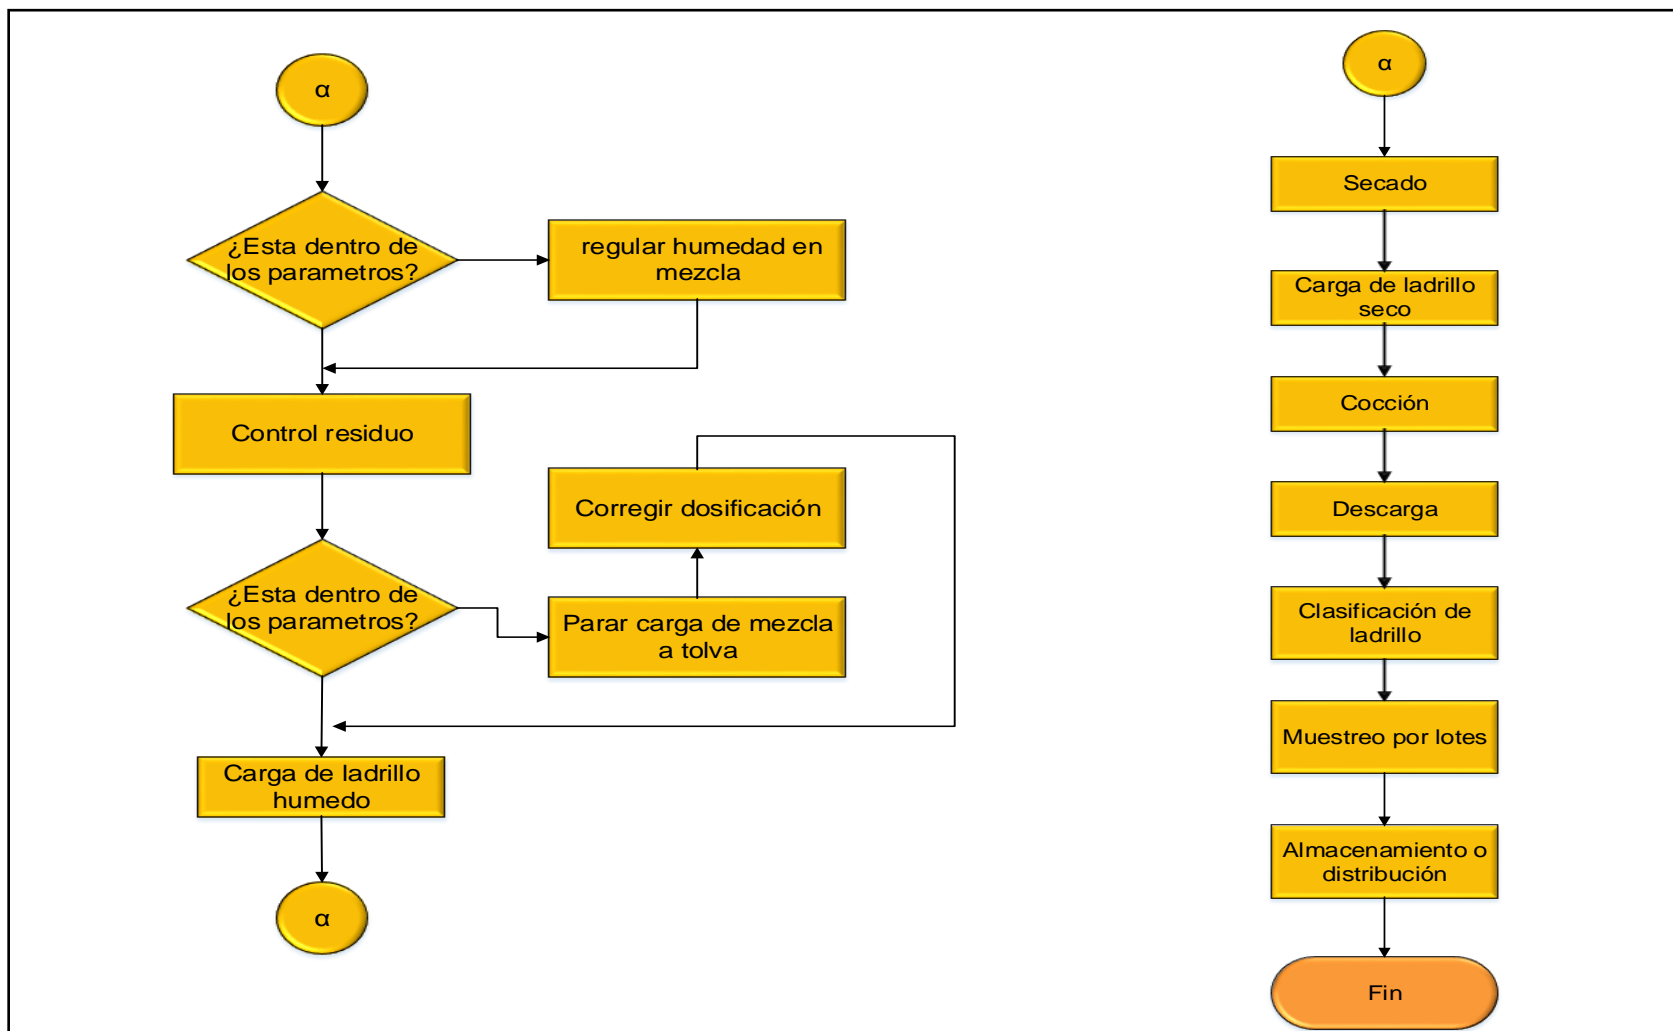 α
¿Esta dentro de
los parametros?
regular humedad en
mezcla
Control residuo
¿Esta dentro de
los parametros?
Parar carga de mezcla
a tolva
Corregir dosificación
Carga de ladrillo
humedo
α
α
Secado
Carga de ladrillo
seco
Cocción
Descarga
Clasificación de
ladrillo
Muestreo por lotes
Almacenamiento o
distribución
Fin